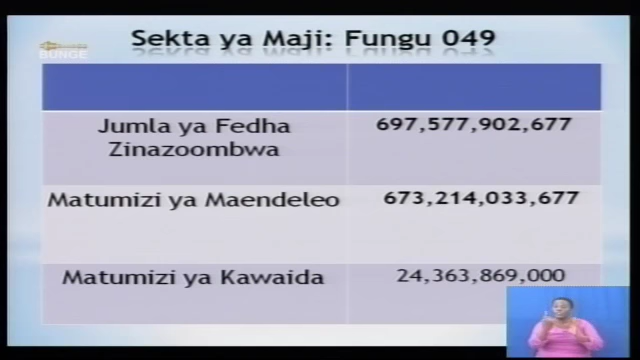 Sekta ya Maji: Fungu 049
BUNGE
Jumla ya Fedha
Zinazoombwa
697,577,902,677
Matumizi ya Maendeleo
673,214,033,677
Matumizi ya Kawaida
24,363,869,000